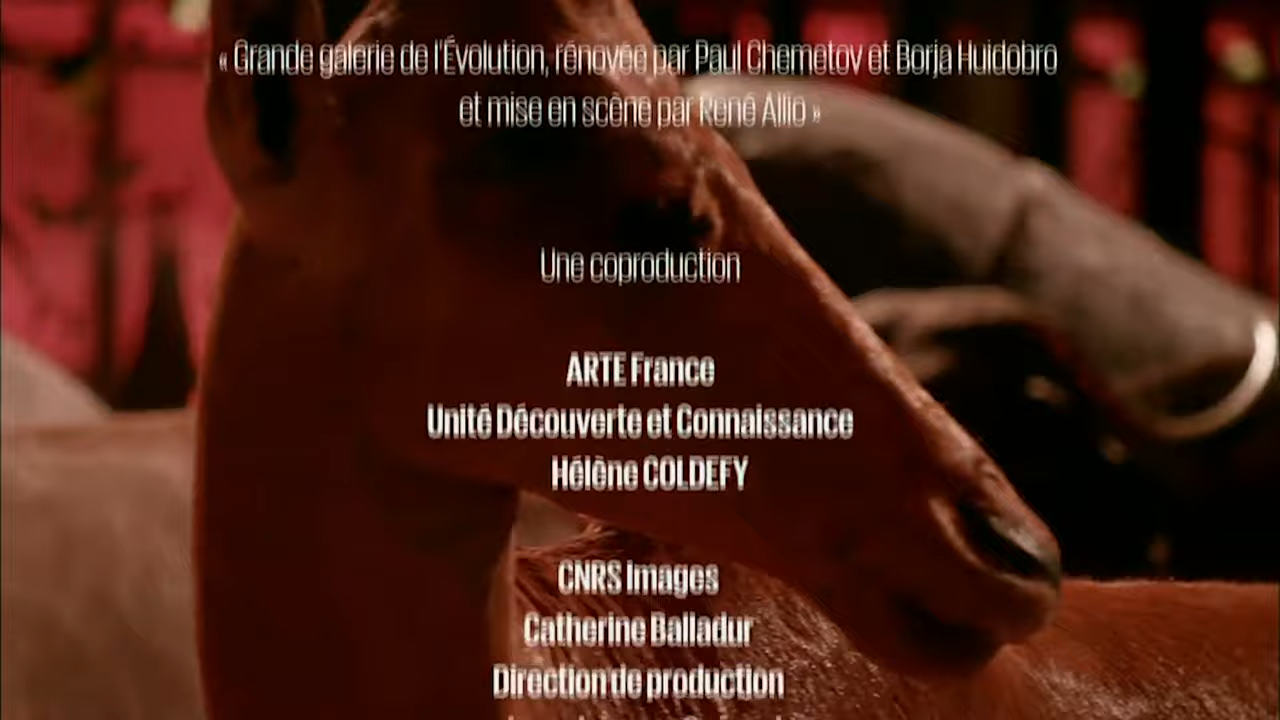 « Grande galerie de l'Évolution, rénovée par Paul Chemetov et Borja Huidobro
et mise en scène par René Allio »
Une coproduction
ARTE France
Unité Découverte et Connaissance
Hélène COLDEFY
CNRS Images
Catherine Balladur
Direction de production